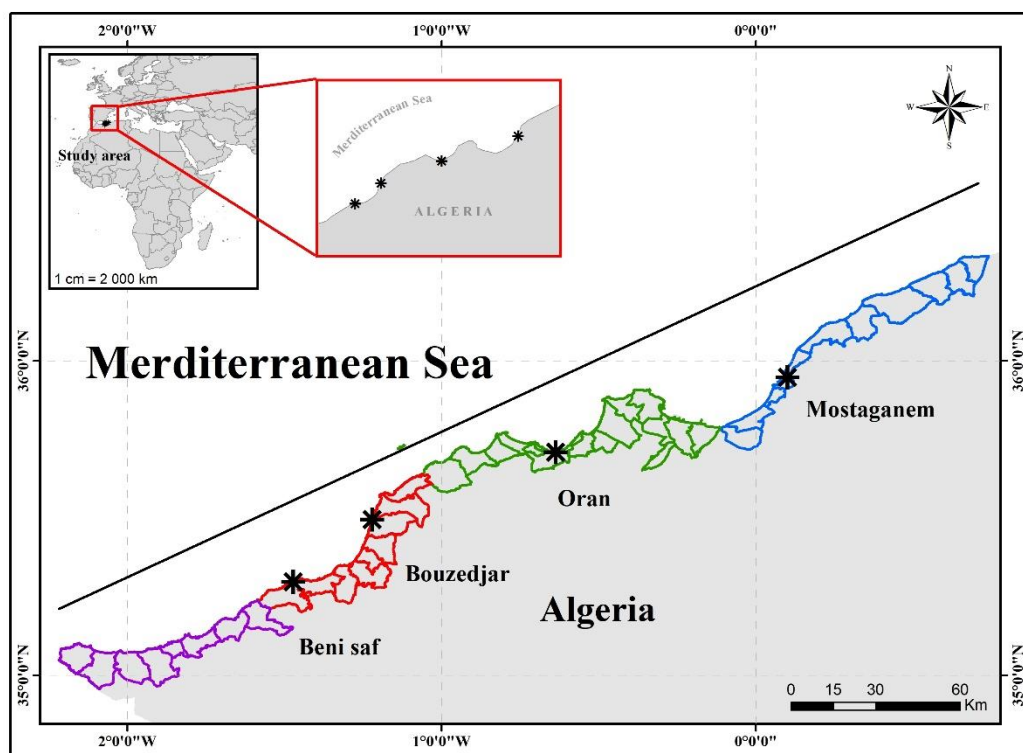 2°0'0"W 1°0'0"W 0°0'0"
Study area
1 cm = 2 000 km
Merditerranean Sea
ALGERIA
N
W E
S
36°0'0"N 36°0'0"N
Merditerranean Sea
Mostaganem
Oran
Bouzedjar
Algeria
Beni saf
35°0'0"N 35°0'0"N
0 15 30 60
Km
2°0'0"W 1°0'0"W 0°0'0"